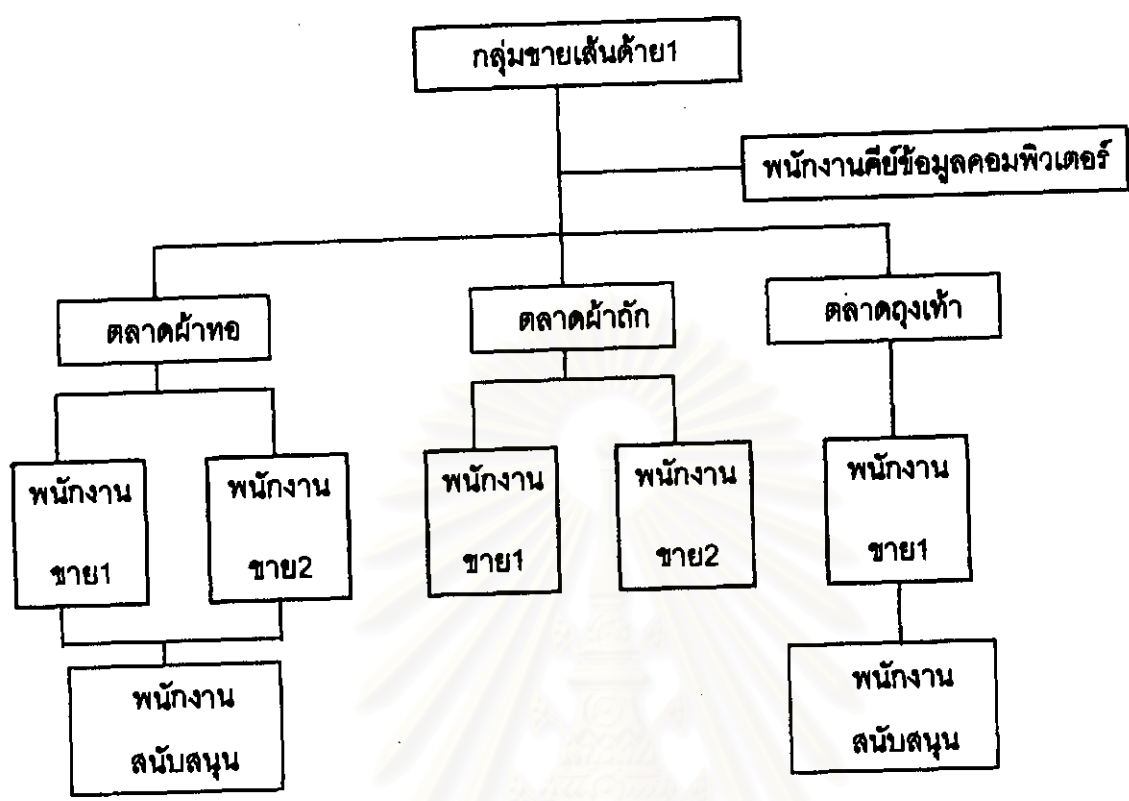 กลุ่มขายเส้นด้าย1
พนักงานคีย์ข้อมูลคอมพิวเตอร์
ตลาดผ้าทอ
ตลาดผ้าถัก
ตลาดถุงเท้า
พนักงาน
ขาย1
พนักงาน
ขาย2
พนักงาน
ขาย1
พนักงาน
ขาย2
พนักงาน
ขาย1
พนักงาน
สนับสนุน
พนักงาน
สนับสนุน